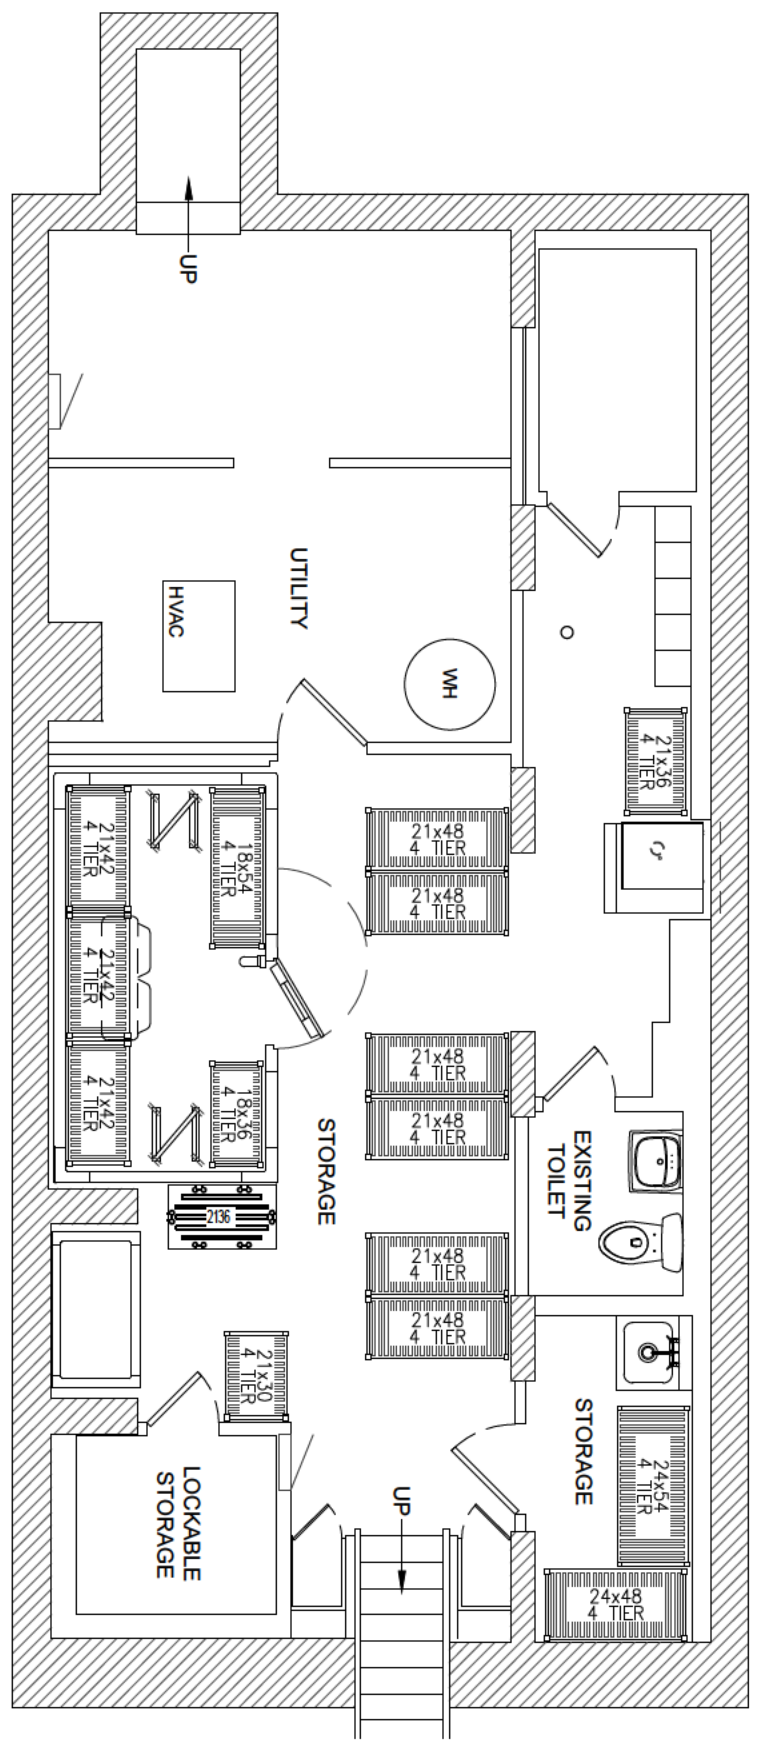 UP
UTILITY
HVAC
WH
21x36
4 TIER
21x48
4 TIER
21x48
4 TIER
18x54
4 TIER
21x42
4 TIER
21x42
4 TIER
21x42
4 TIER
18x36
4 TIER
21x48
4 TIER
21x48
4 TIER
STORAGE
EXISTING
TOILET
2136
21x48
4 TIER
21x48
4 TIER
21x30
4 TIER
STORAGE
24x54
4 TIER
LOCKABLE
STORAGE
UP
24x48
4 TIER